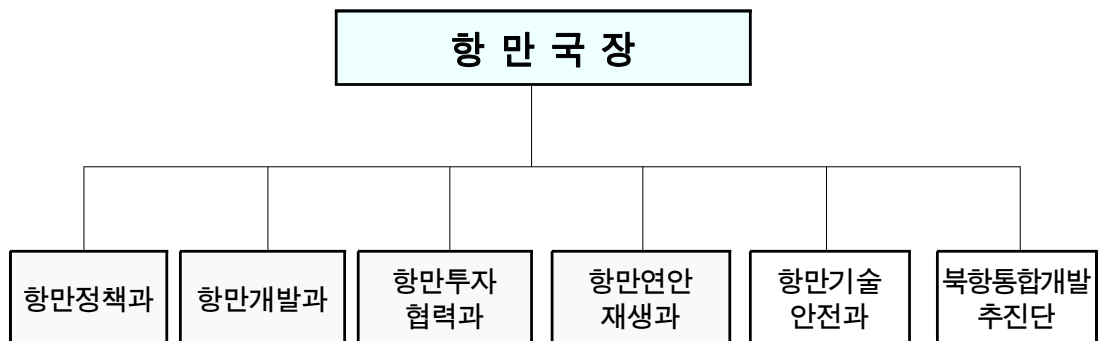 항 만 국 장
항만정책과
항만개발과
항만투자
협력과
항만연안
재생과
항만기술
안전과
북항통합개발
추진단